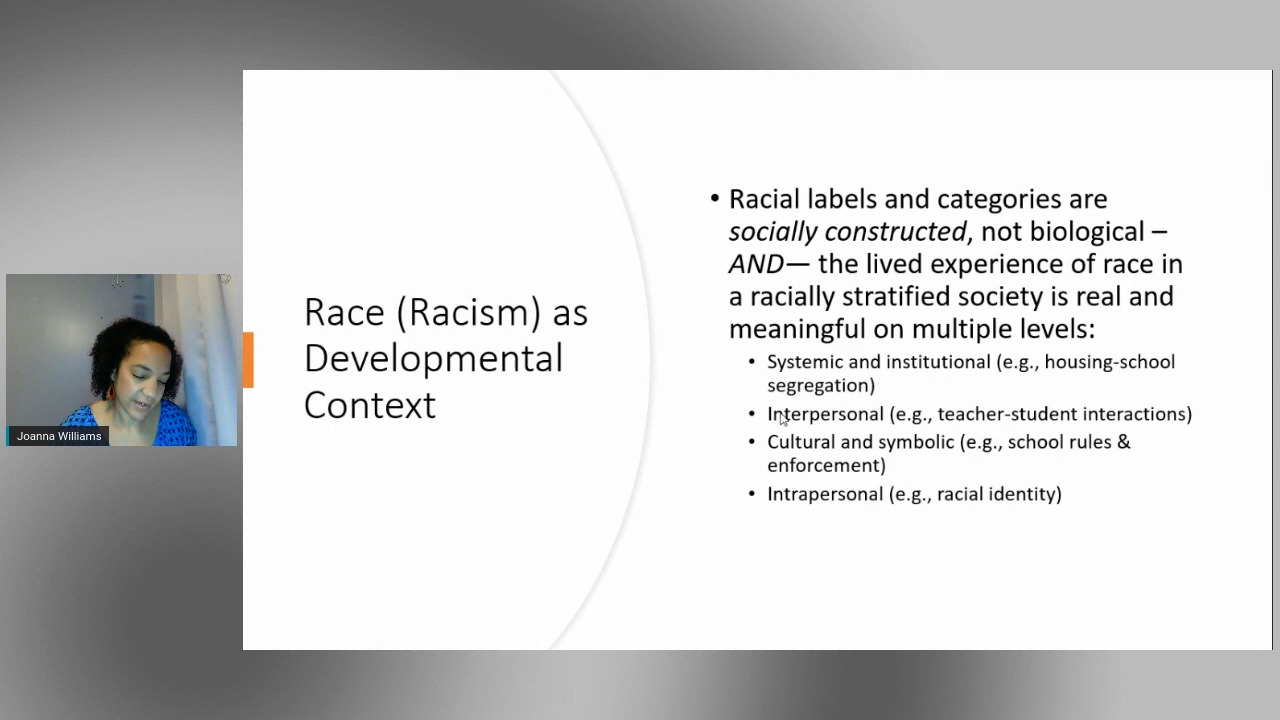 Race (Racism) as
Developmental
Context
• Racial labels and categories are
socially constructed, not biological –
AND— the lived experience of race in
a racially stratified society is real and
meaningful on multiple levels:
• Systemic and institutional (e.g., housing-school
segregation)
• Interpersonal (e.g., teacher-student interactions)
• Cultural and symbolic (e.g., school rules &
enforcement)
• Intrapersonal (e.g., racial identity)
Joanna Williams